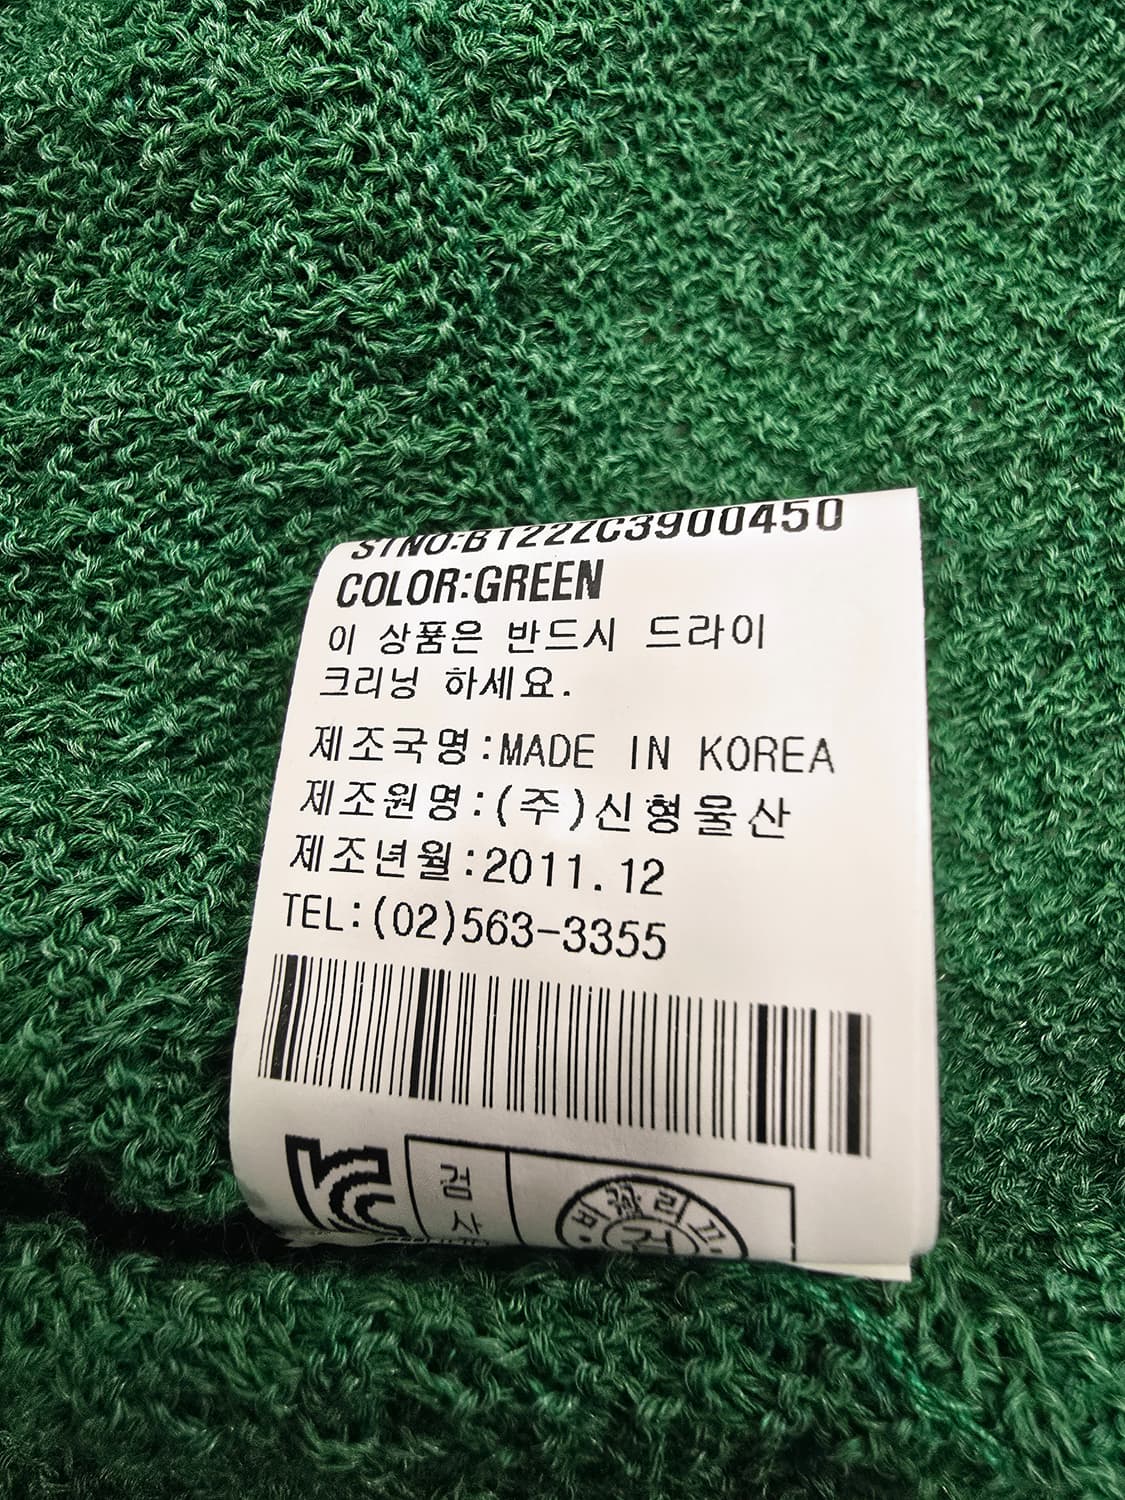 STNO:BT22ZC3900450
COLOR:GREEN
이 상품은 반드시 드라이
크리닝 하세요.
제조국명:MADE IN KOREA
제조원명:(주)신형물산
제조년월:2011.12
TEL:(02)563-3355
검
사